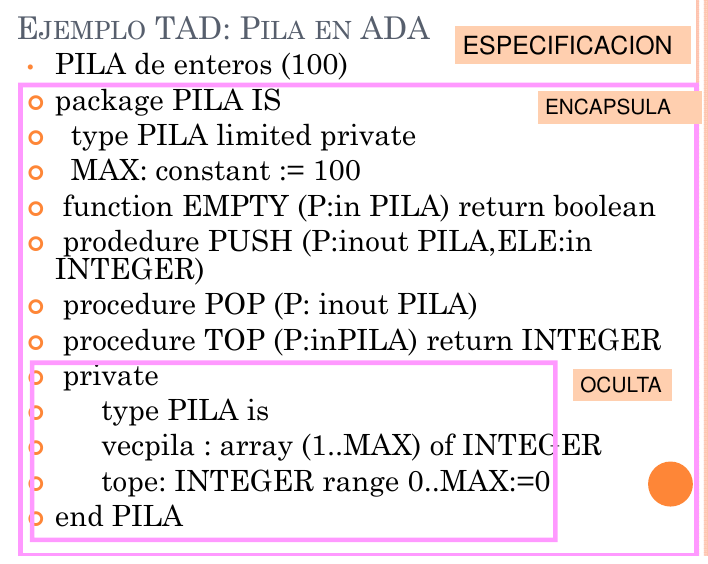 EJEMPLO TAD: PILA EN ADA
ESPECIFICACION
PILA de enteros (100)
package PILA IS
ENCAPSULA
type PILA limited private
MAX: constant := 100
function EMPTY (P:in PILA) return boolean
prodedure PUSH (P:inout PILA,ELE:in
INTEGER)
procedure POP (P: inout PILA)
procedure TOP (P:inPILA) return INTEGER
private
OCULTA
type PILA is
vecpila : array (1..MAX) of INTEGER
tope: INTEGER range 0..MAX:=0
end PILA